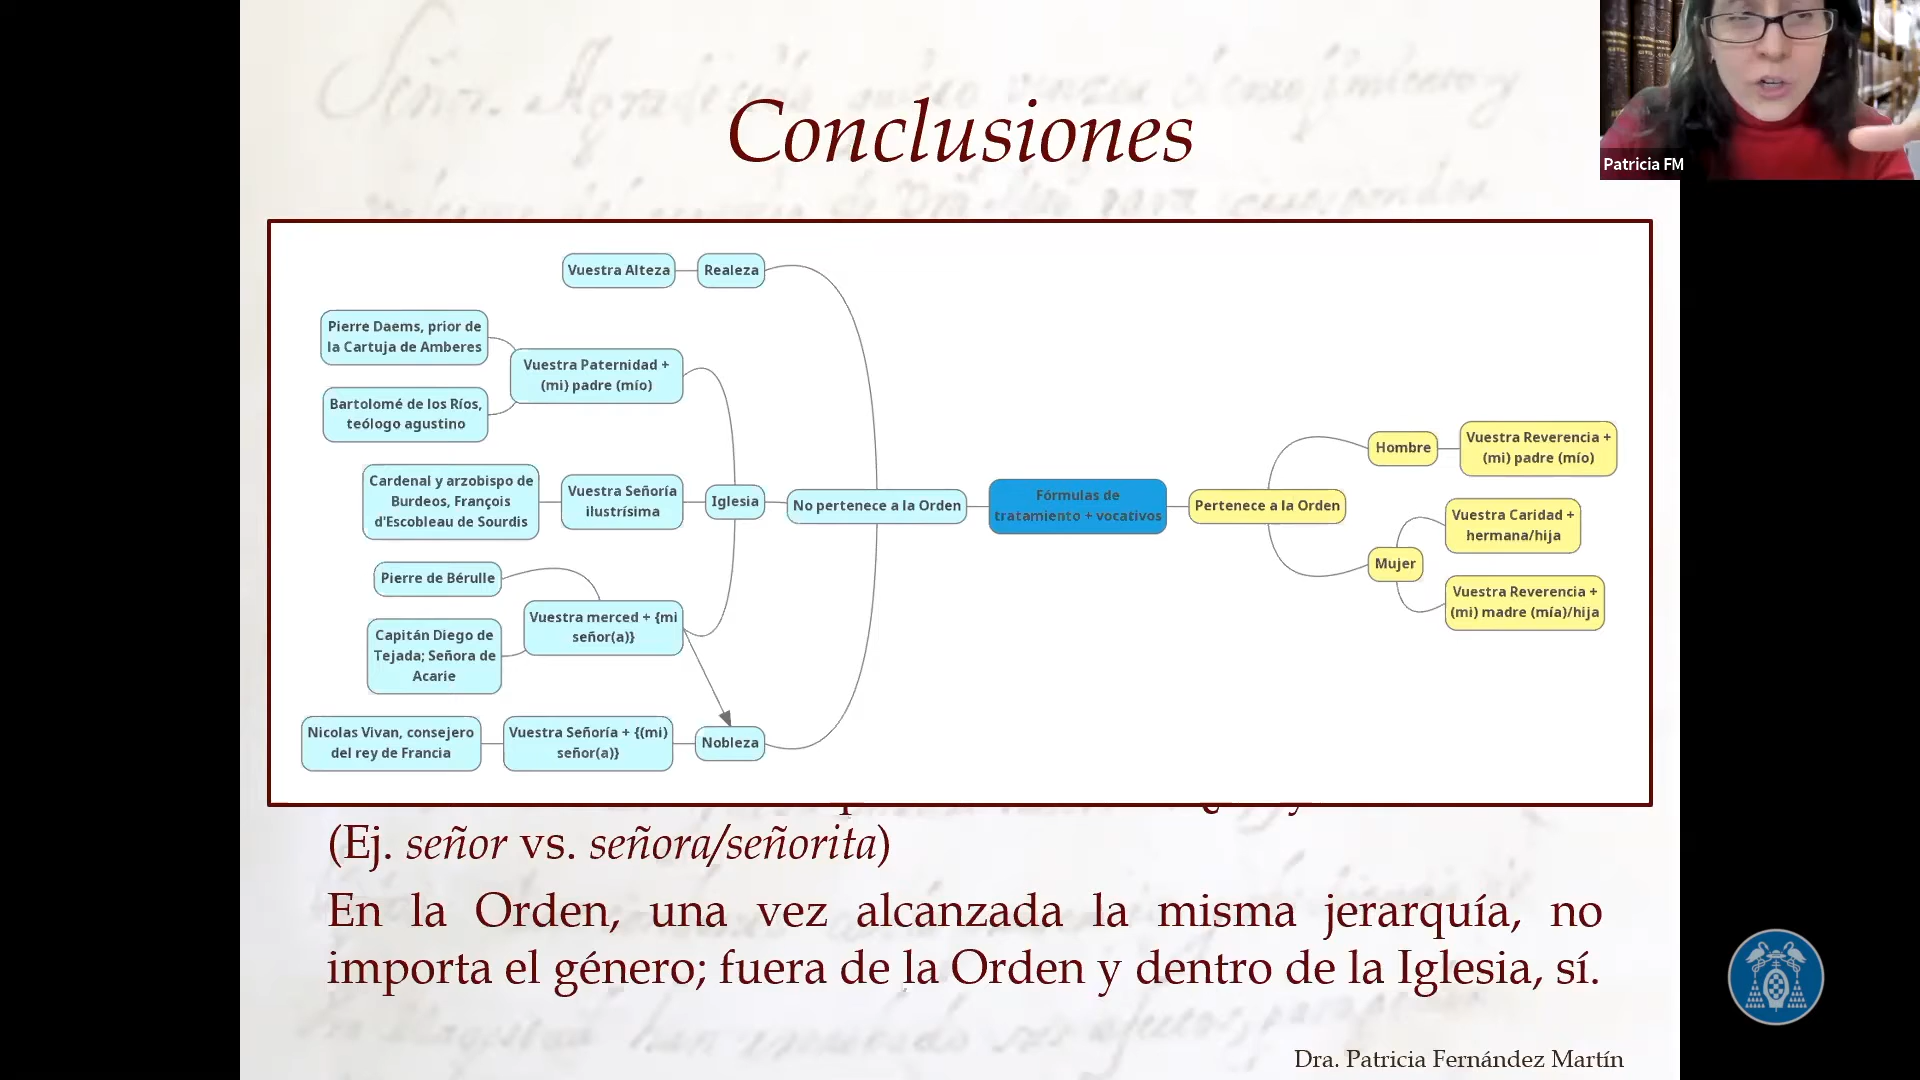 Conclusiones
Patricia FM
Vuestra Alteza
Realeza
Pierre Daems, prior de
la Cartuja de Amberes
Vuestra Paternidad +
(mi) padre (mío)
Bartolomé de los Ríos,
teólogo agustino
Cardenal y arzobispo de
Burdeos, François
d'Escobleau de Sourdis
Vuestra Señoría
ilustrísima
Iglesia
No pertenece a la Orden
Fórmulas de
tratamiento + vocativos
Pertenece a la Orden
Hombre
Vuestra Reverencia +
(mi) padre (mío)
Vuestra Caridad +
hermana/hija
Mujer
Vuestra Reverencia +
(mi) madre (mía)/hija
Pierre de Bérulle
Vuestra merced + {mi
señor(a)}
Capitán Diego de
Tejada; Señora de
Acarie
Nicolas Vivan, consejero
del rey de Francia
Vuestra Señoría + {(mi)
señor(a)}
Nobleza
(Ej. señor vs. señora/señorita)
En la Orden, una vez alcanzada la misma jerarquía, no
importa el género; fuera de la Orden y dentro de la Iglesia, sí.
Dra. Patricia Fernández Martín